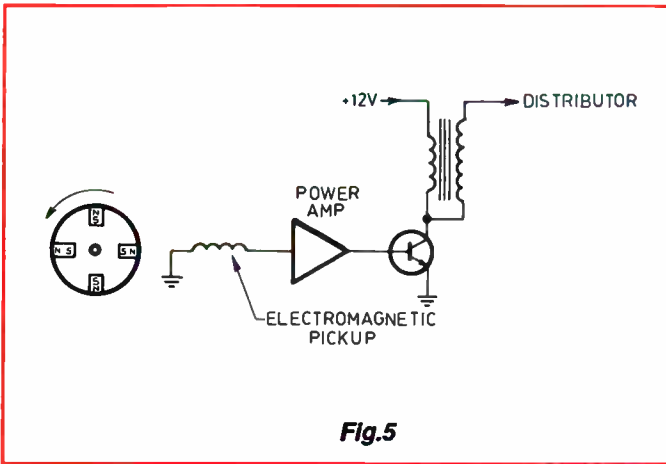 +12V
DISTRIBUTOR
POWER
AMP
N
S
N S
S N
S
N
ELECTROMAGNETIC
PICKUP
Fig.5